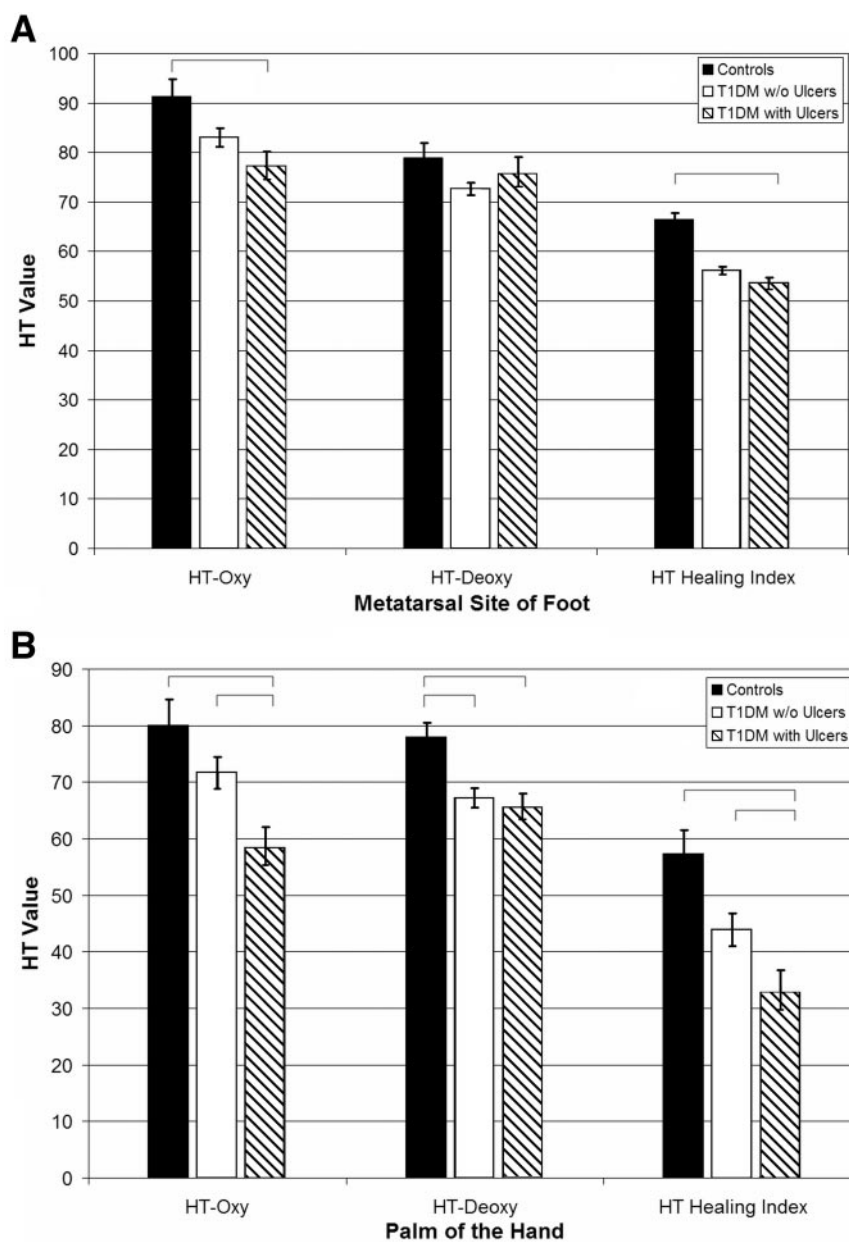 A
100
90
80
70
60
50
40
30
20
10
0
HT Value
Controls
T1DM w/o Ulcers
T1DM with Ulcers
HT-Oxy HT-Deoxy HT Healing Index
Metatarsal Site of Foot
B
90
80
70
60
50
40
30
20
10
0
HT Value
Controls
T1DM w/o Ulcers
T1DM with Ulcers
HT-Oxy HT-Deoxy HT Healing Index
Palm of the Hand